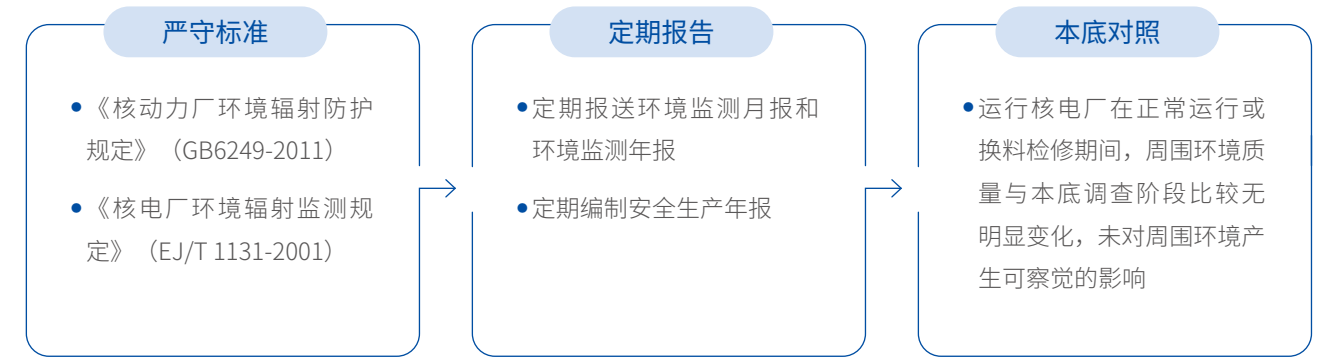 严守标准
《核动力厂环境辐射防护
规定》（GB6249-2011）
《核电厂环境辐射监测规
定》（EJ/T 1131-2001）
定期报告
定期报送环境监测月报和
环境监测年报
定期编制安全生产年报
本底对照
运行核电厂在正常运行或
换料检修期间，周围环境质
量与本底调查阶段比较无
明显变化，未对周围环境产
生可察觉的影响